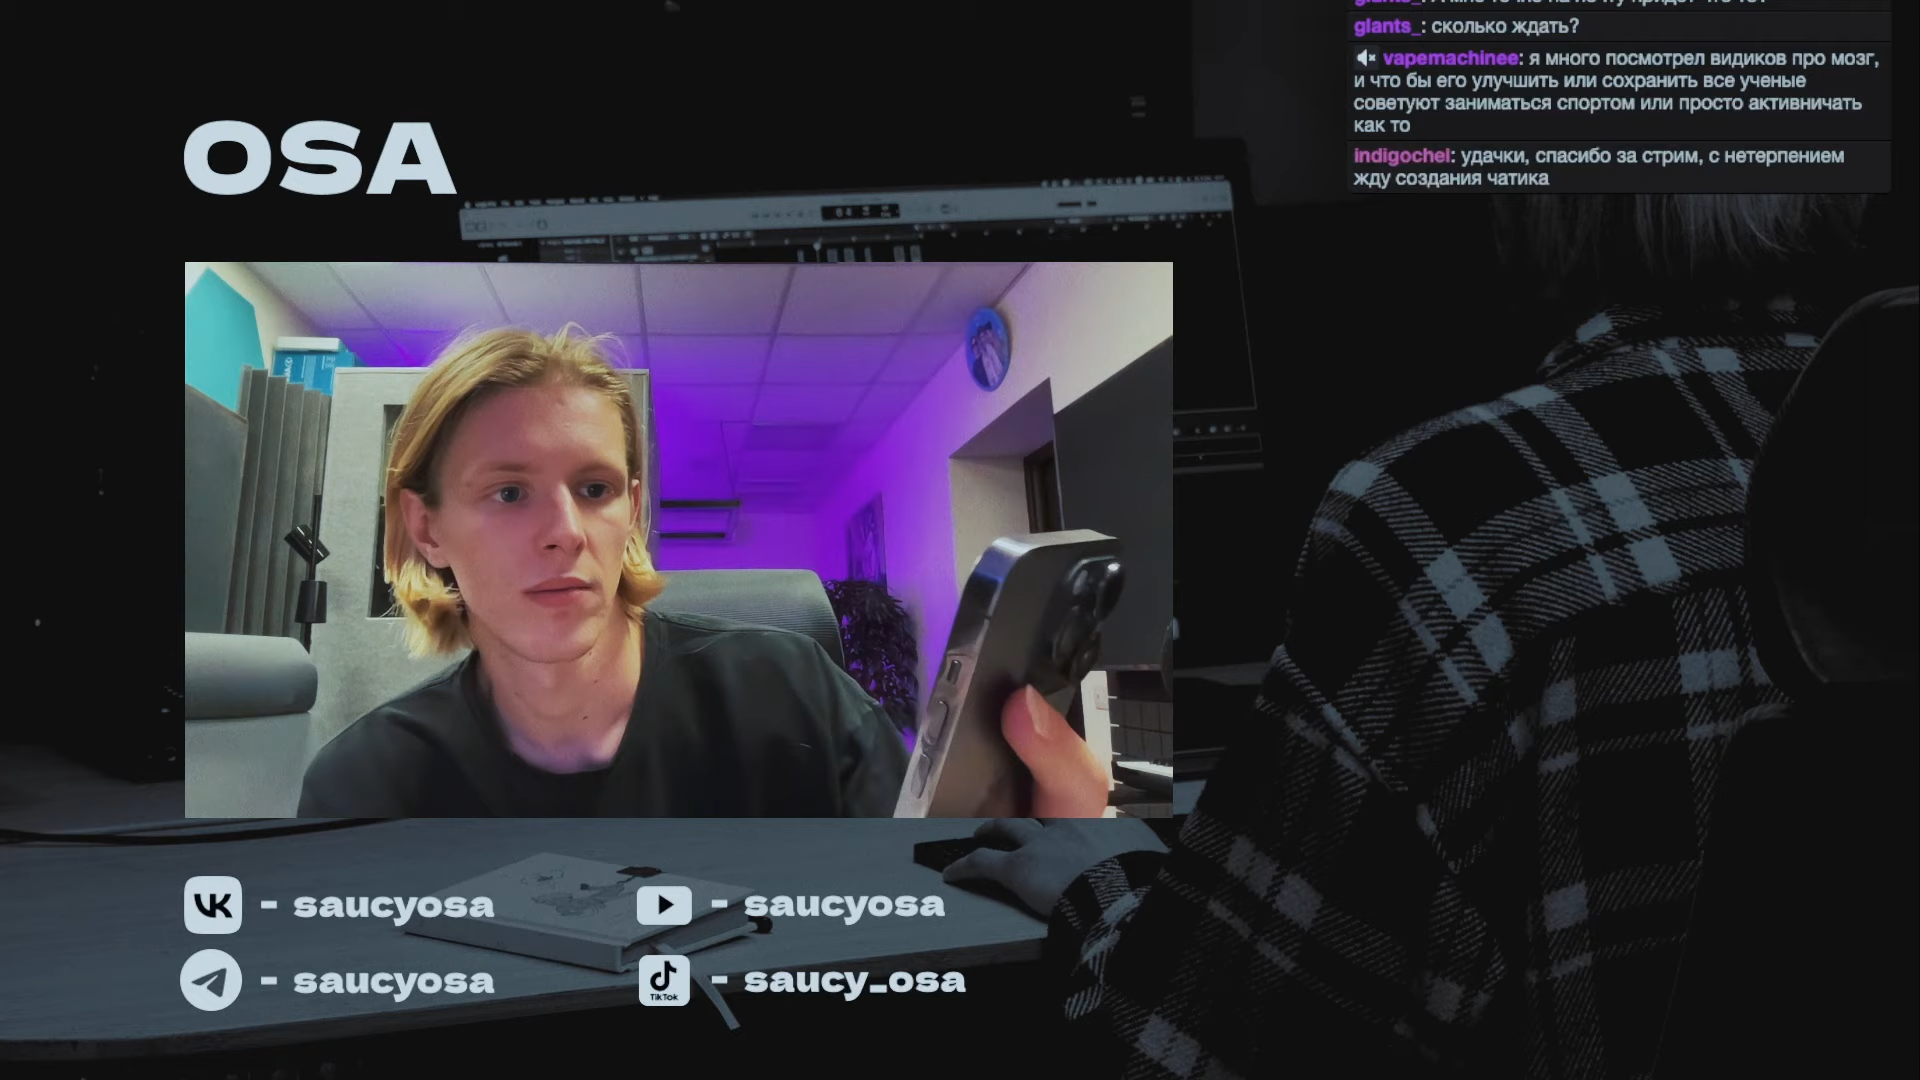 glants_: сколько ждать?
vapemachinee: я много посмотрел видиков про мозг,
и что бы его улучшить или сохранить все ученые
советуют заниматься спортом или просто активничать
как то
indigochel: удачки, спасибо за стрим, с нетерпением
жду создания чатика
OSA
VK - saucyosa
- saucyosa
- saucyosa
TikTok - saucy_osa